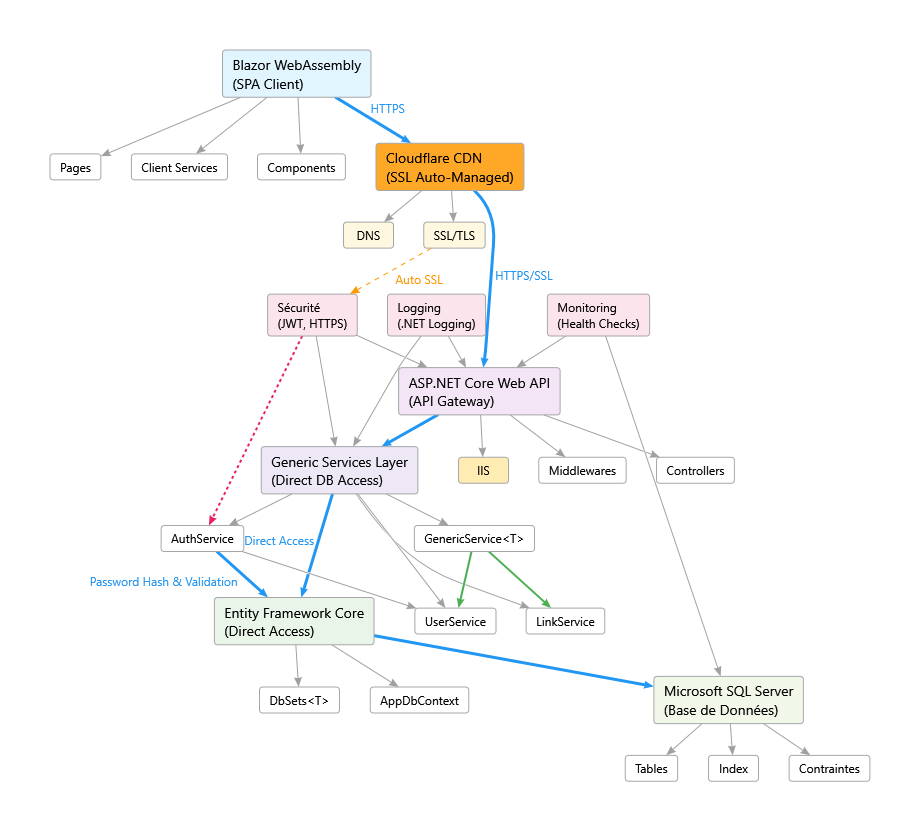 Blazor WebAssembly
(SPA Client)
HTTPS
Pages
Client Services
Components
Cloudflare CDN
(SSL Auto-Managed)
DNS
SSL/TLS
Auto SSL
HTTPS/SSL
Sécurité
(JWT, HTTPS)
Logging
(.NET Logging)
Monitoring
(Health Checks)
ASP.NET Core Web API
(API Gateway)
Generic Services Layer
(Direct DB Access)
IIS
Middlewares
Controllers
AuthService
Direct Access
GenericService<T>
Password Hash & Validation
Entity Framework Core
(Direct Access)
UserService
LinkService
DbSets<T>
AppDbContext
Microsoft SQL Server
(Base de Données)
Tables
Index
Contraintes